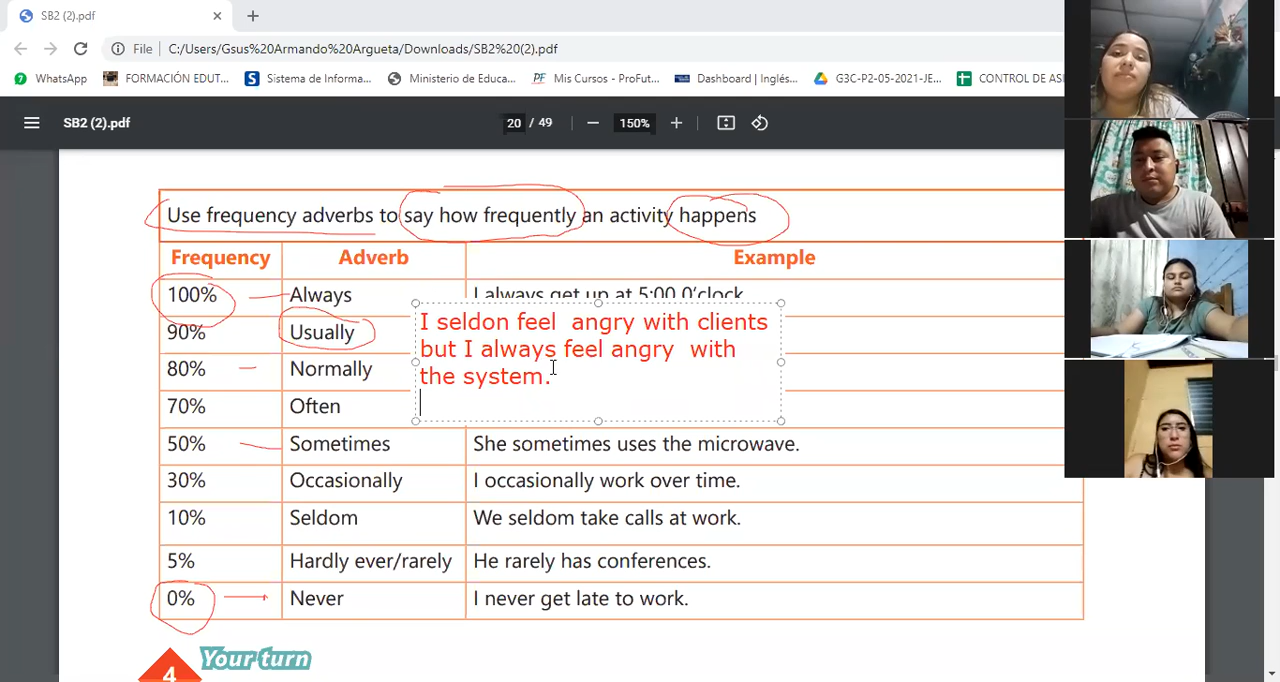 SB2 (2).pdf
File | C:/Users/Gsus%20Armando%20Argueta/Downloads/SB2%20(2).pdf
WhatsApp FORMACIÓN EDUT... Sistema de Informa... Ministerio de Educa... Mis Cursos - ProFut... Dashboard | Inglés... G3C-P2-05-2021-JE... CONTROL DE ASI
SB2 (2).pdf 20 / 49 150%
Use frequency adverbs to say how frequently an activity happens
Frequency Adverb Example
100% Always I always get up at 5:00 0'clock
90% Usually
80% Normally
70% Often
I seldon feel angry with clients
but I always feel angry with
the system.
50% Sometimes She sometimes uses the microwave.
30% Occasionally I occasionally work over time.
10% Seldom We seldom take calls at work.
5% Hardly ever/rarely He rarely has conferences.
0% Never I never get late to work.
4 Your turn